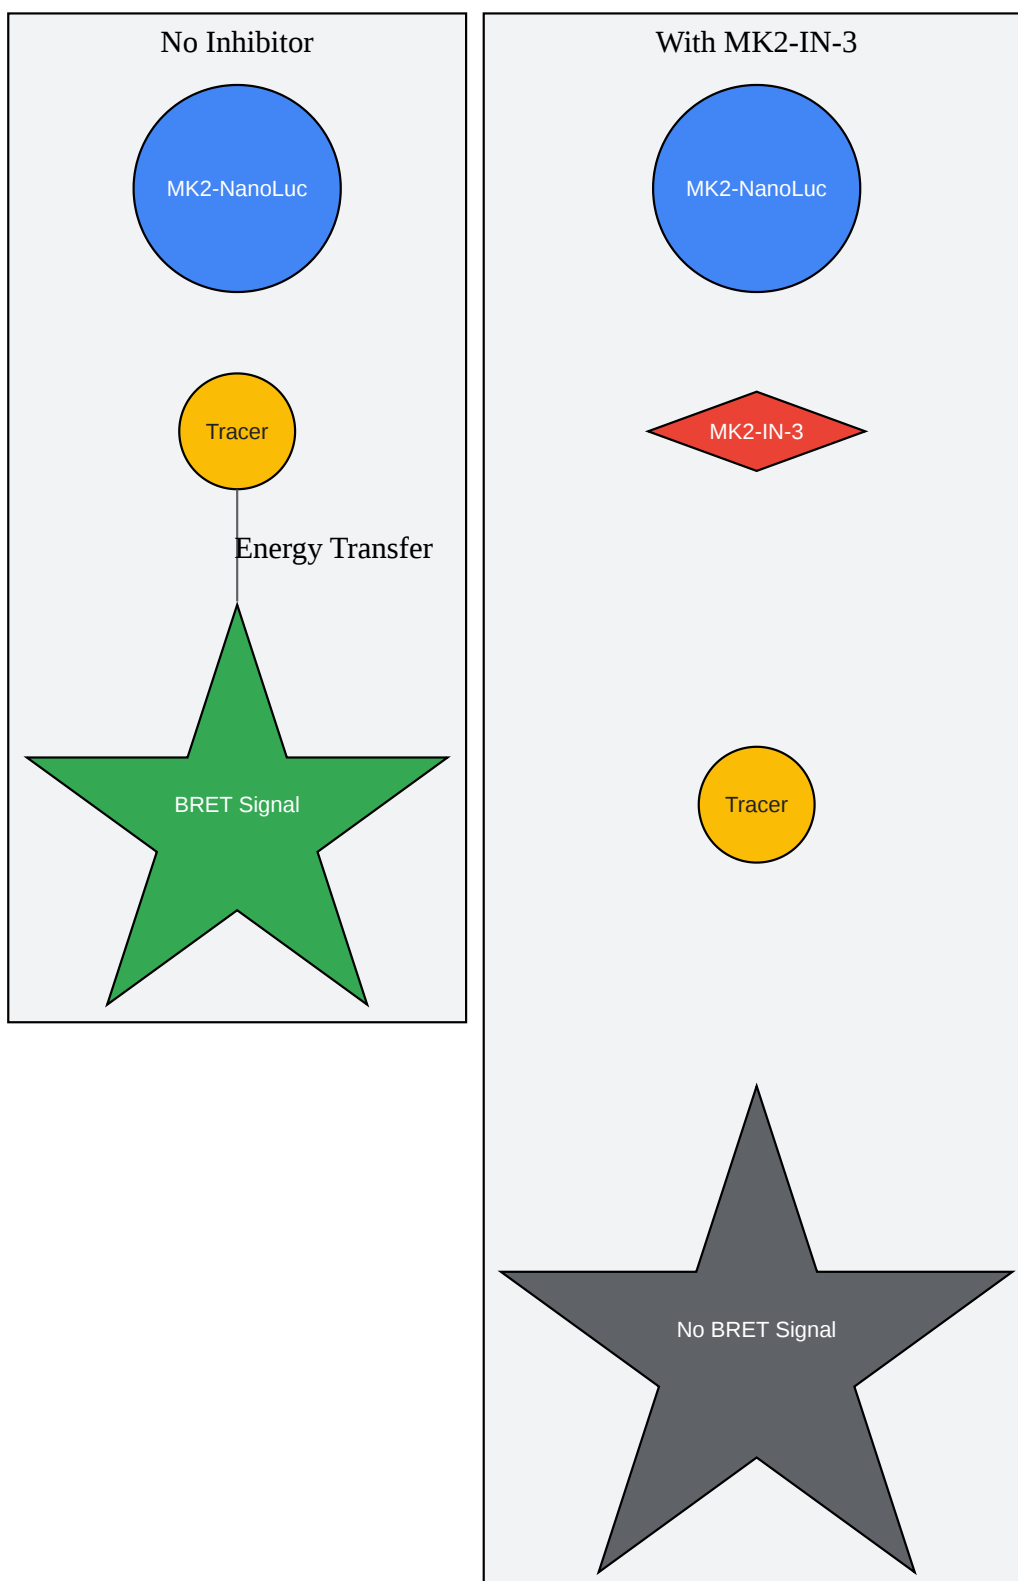 No Inhibitor
MK2-NanoLuc
Tracer
Energy Transfer
BRET Signal
With MK2-IN-3
MK2-NanoLuc
MK2-IN-3
Tracer
No BRET Signal